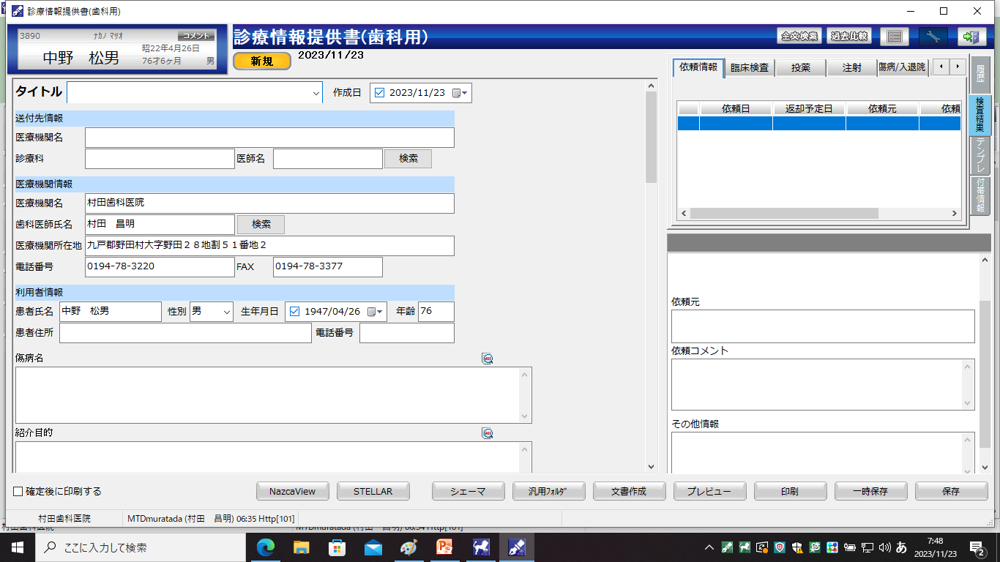 診療情報提供書(歯科用)
3890 ﾅｶﾉ ﾏﾂｵ コメント
中野　松男
昭22年4月26日
76才6ヶ月 男
診療情報提供書(歯科用)
新規 2023/11/23
全文検索 過去比較
タイトル 作成日 2023/11/23
送付先情報
医療機関名
診療科 医師名 検索
医療機関情報
医療機関名 村田歯科医院
歯科医師氏名 村田　昌明 検索
医療機関所在地 九戸郡野田村大字野田２８地割５１番地２
電話番号 0194-78-3220 FAX 0194-78-3377
利用者情報
患者氏名 中野　松男 性別 男 生年月日 1947/04/26 年齢 76
患者住所 電話番号
傷病名
紹介目的
依頼情報 臨床検査 投薬 注射 傷病/入退院
依頼日 返却予定日 依頼元 依頼
履歴
検査結果
テンプレ
付帯情報
依頼元
依頼コメント
その他情報
確定後に印刷する NazcaView STELLAR シェーマ 汎用ﾌｫﾙﾀﾞ 文書作成 プレビュー 印刷 一時保存 保存
村田歯科医院 MTDmuratada (村田　昌明) 06:35 Http[101]
ここに入力して検索 あ 7:48
2023/11/23 2